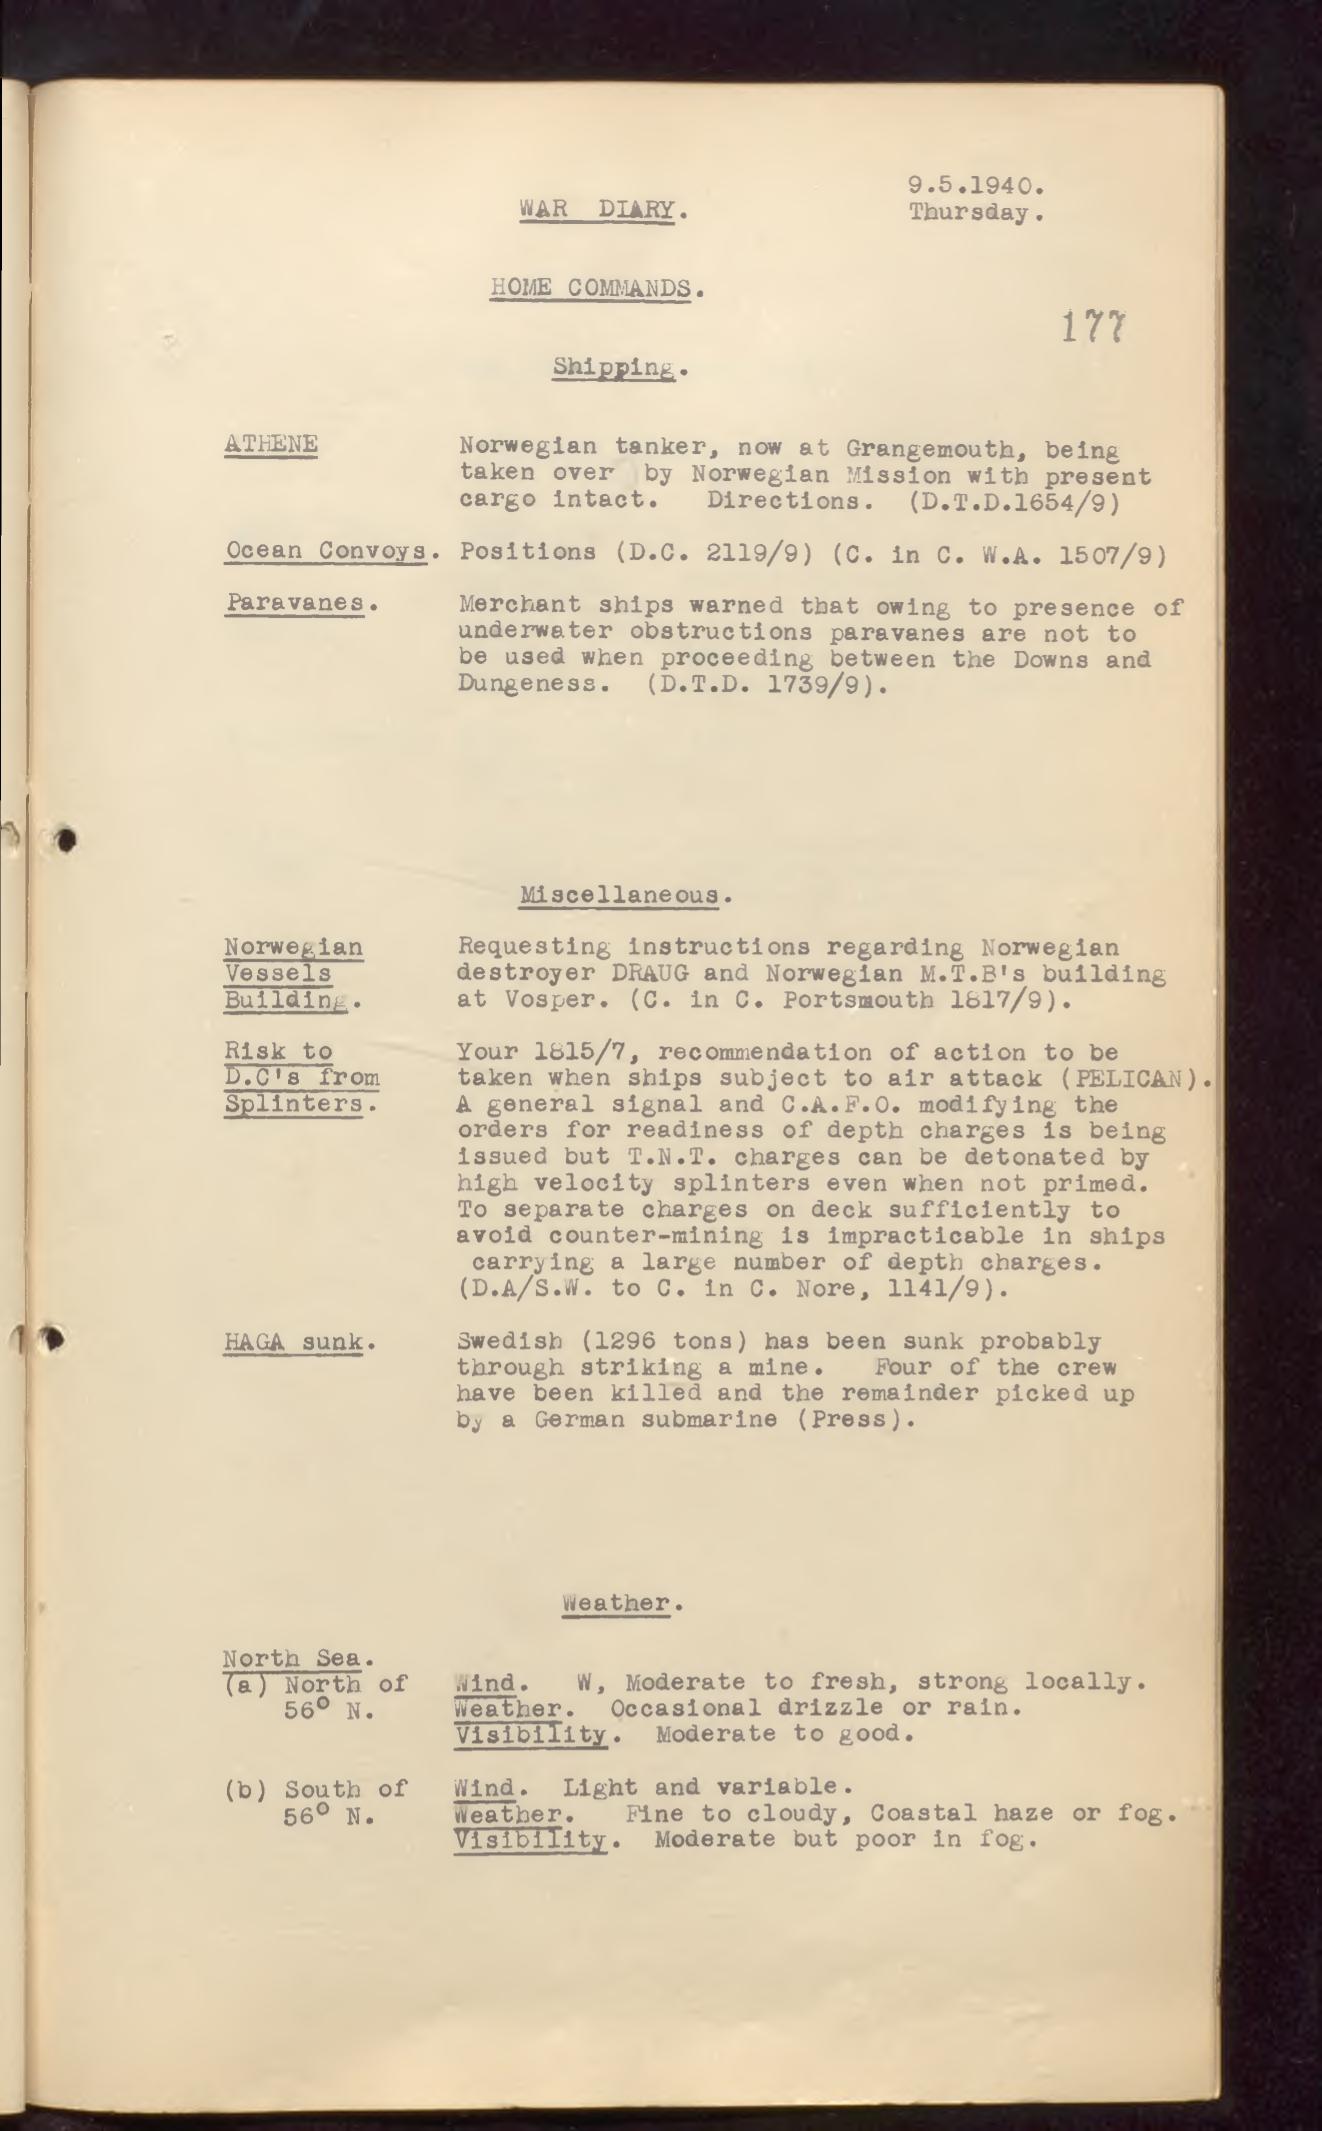 9.5.1940.
WAR DIARY.
Thursday.
HOME COMMANDS.
177
Shipping.
ATHENE Norwegian tanker, now at Grangemouth, being
taken over by Norwegian Mission with present
cargo intact. Directions. (D.T.D.1654/9)
Ocean Convoys. Positions (D.C. 2119/9) (C. in C. W.A. 1507/9)
Paravanes. Merchant ships warned that owing to presence of
underwater obstructions paravanes are not to
be used when proceeding between the Downs and
Dungeness. (D.T.D. 1739/9).
Miscellaneous.
Norwegian Requesting instructions regarding Norwegian
Vessels destroyer DRAUG and Norwegian M.T.B's building
Building. at Vosper. (C. in C. Portsmouth 1817/9).
Risk to Your 1815/7, recommendation of action to be
D.C's from taken when ships subject to air attack (PELICAN).
Splinters. A general signal and C.A.F.O. modifying the
orders for readiness of depth charges is being
issued but T.N.T. charges can be detonated by
high velocity splinters even when not primed.
To separate charges on deck sufficiently to
avoid counter-mining is impracticable in ships
carrying a large number of depth charges.
(D.A/S.W. to C. in C. Nore, 1141/9).
HAGA sunk. Swedish (1296 tons) has been sunk probably
through striking a mine. Four of the crew
have been killed and the remainder picked up
by a German submarine (Press).
Weather.
North Sea.
(a) North of Wind. W, Moderate to fresh, strong locally.
56° N. Weather. Occasional drizzle or rain.
Visibility. Moderate to good.
(b) South of Wind. Light and variable.
56° N. Weather. Fine to cloudy, Coastal haze or fog.
Visibility. Moderate but poor in fog.